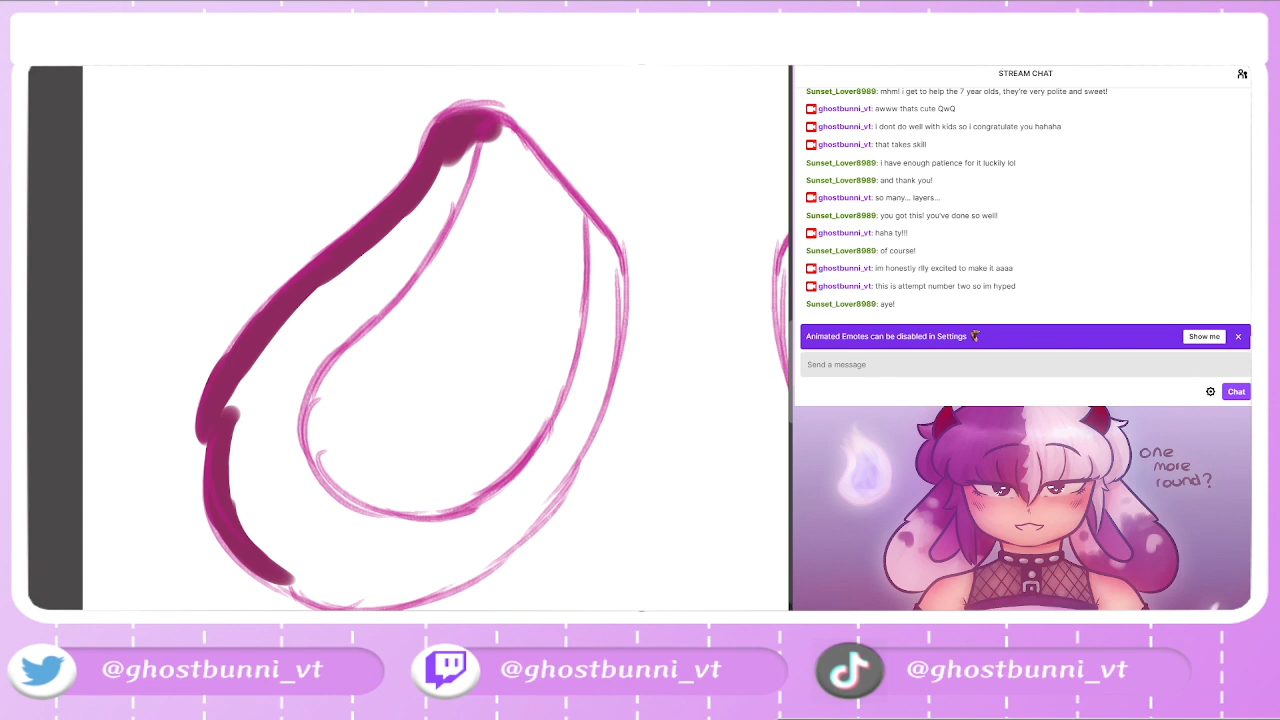 STREAM CHAT
Sunset_Lover8989: mhm! i get to help the 7 year olds, they're very polite and sweet!
ghostbunni_vt: awww thats cute QwQ
ghostbunni_vt: i dont do well with kids so i congratulate you hahaha
ghostbunni_vt: that takes skill
Sunset_Lover8989: i have enough patience for it luckily lol
Sunset_Lover8989: and thank you!
ghostbunni_vt: so many... layers...
Sunset_Lover8989: you got this! you've done so well!
ghostbunni_vt: haha ty!!!
Sunset_Lover8989: of course!
ghostbunni_vt: im honestly rlly excited to make it aaaa
ghostbunni_vt: this is attempt number two so im hyped
Sunset_Lover8989: aye!
Animated Emotes can be disabled in Settings
Show me
Send a message
Chat
one
more
round?
@ghostbunni_vt
@ghostbunni_vt
@ghostbunni_vt